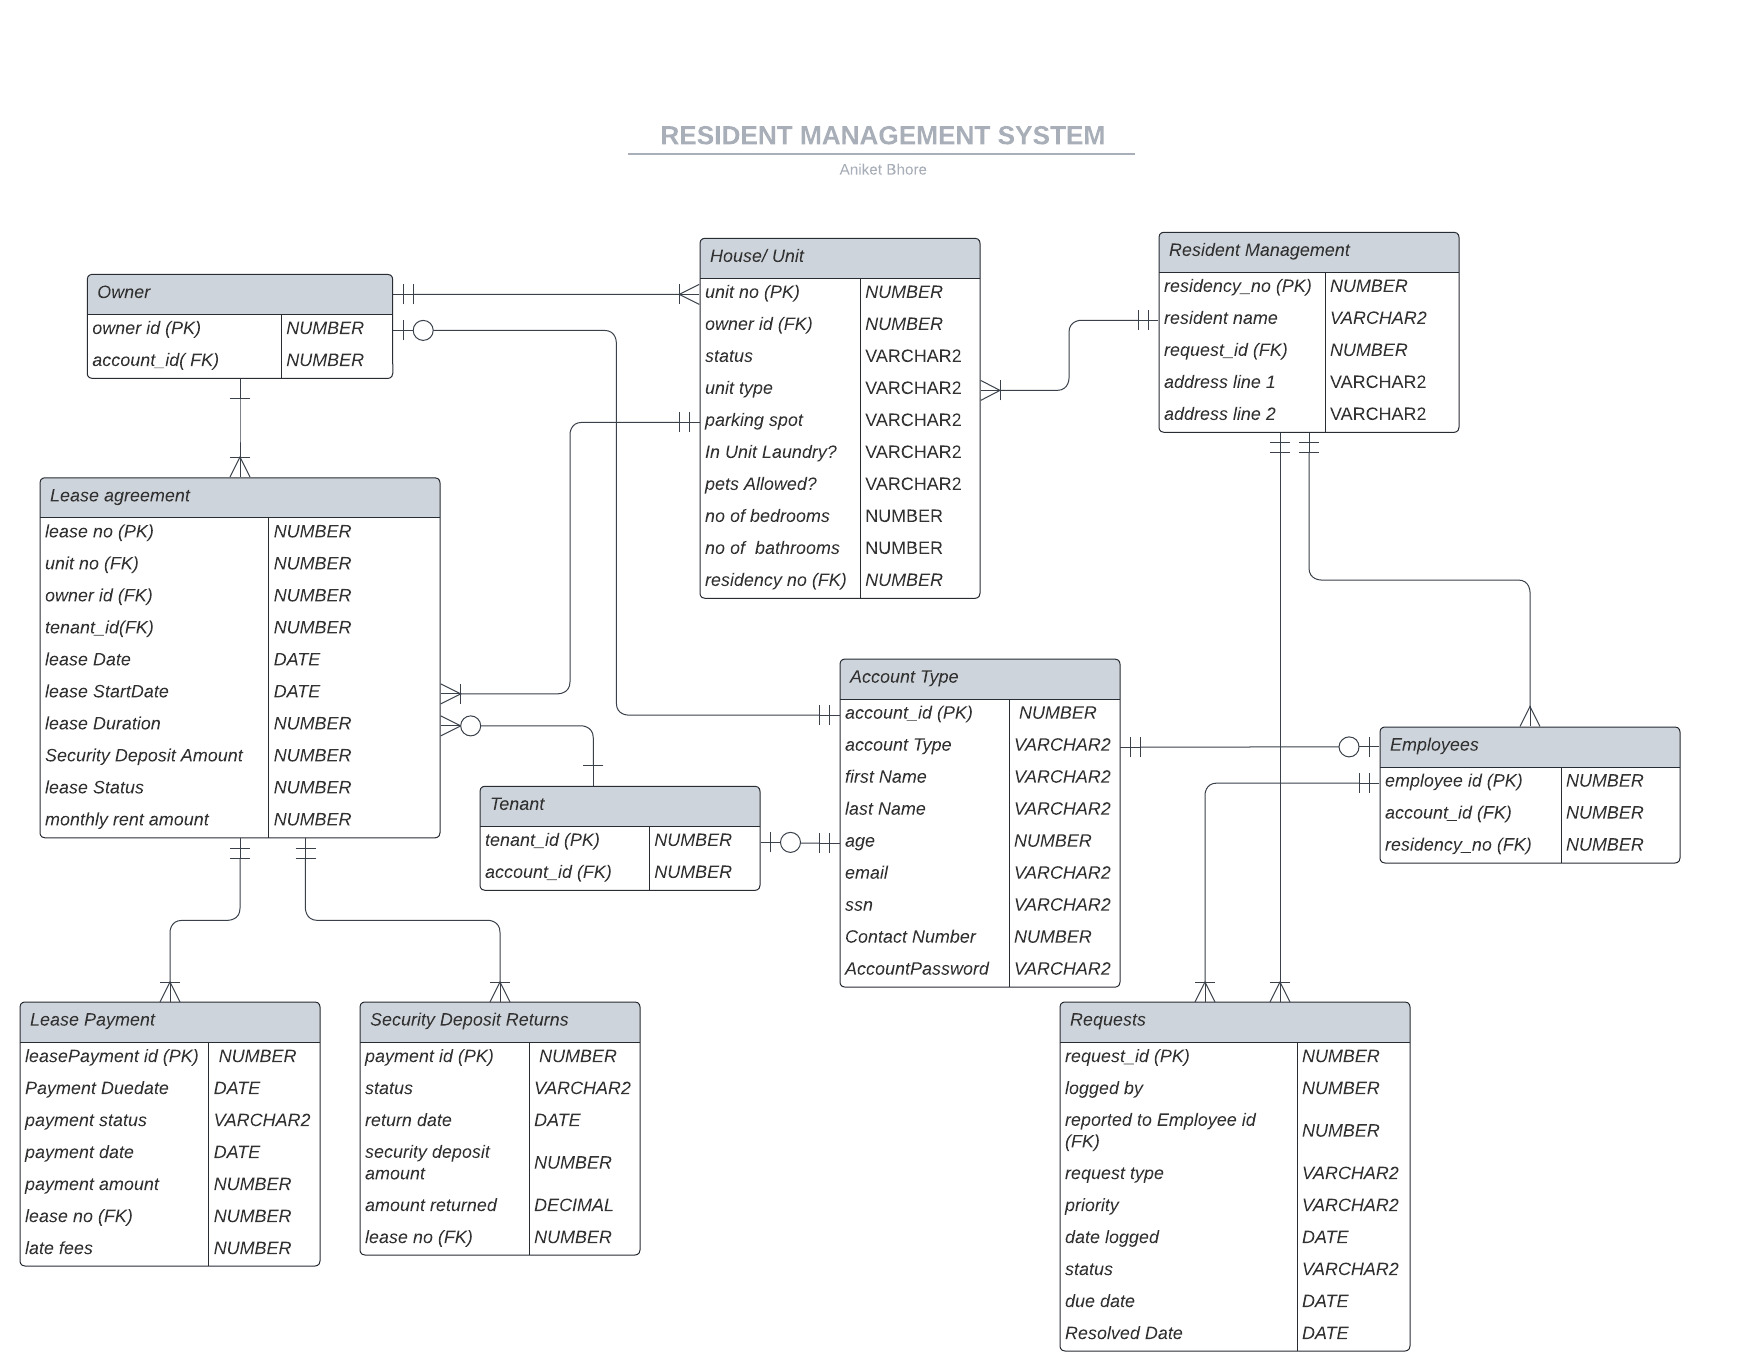 RESIDENT MANAGEMENT SYSTEM
Aniket Bhore
Owner
owner id (PK) NUMBER
account_id( FK) NUMBER
House/ Unit
unit no (PK) NUMBER
owner id (FK) NUMBER
status VARCHAR2
unit type VARCHAR2
parking spot VARCHAR2
In Unit Laundry? VARCHAR2
pets Allowed? VARCHAR2
no of bedrooms NUMBER
no of  bathrooms NUMBER
residency no (FK) NUMBER
Resident Management
residency_no (PK) NUMBER
resident name VARCHAR2
request_id (FK) NUMBER
address line 1 VARCHAR2
address line 2 VARCHAR2
Lease agreement
lease no (PK) NUMBER
unit no (FK) NUMBER
owner id (FK) NUMBER
tenant_id(FK) NUMBER
lease Date DATE
lease StartDate DATE
lease Duration NUMBER
Security Deposit Amount NUMBER
lease Status NUMBER
monthly rent amount NUMBER
Tenant
tenant_id (PK) NUMBER
account_id (FK) NUMBER
Account Type
account_id (PK) NUMBER
account Type VARCHAR2
first Name VARCHAR2
last Name VARCHAR2
age NUMBER
email VARCHAR2
ssn VARCHAR2
Contact Number NUMBER
AccountPassword VARCHAR2
Employees
employee id (PK) NUMBER
account_id (FK) NUMBER
residency_no (FK) NUMBER
Lease Payment
leasePayment id (PK) NUMBER
Payment Duedate DATE
payment status VARCHAR2
payment date DATE
payment amount NUMBER
lease no (FK) NUMBER
late fees NUMBER
Security Deposit Returns
payment id (PK) NUMBER
status VARCHAR2
return date DATE
security deposit
amount NUMBER
amount returned DECIMAL
lease no (FK) NUMBER
Requests
request_id (PK) NUMBER
logged by NUMBER
reported to Employee id
(FK) NUMBER
request type VARCHAR2
priority VARCHAR2
date logged DATE
status VARCHAR2
due date DATE
Resolved Date DATE